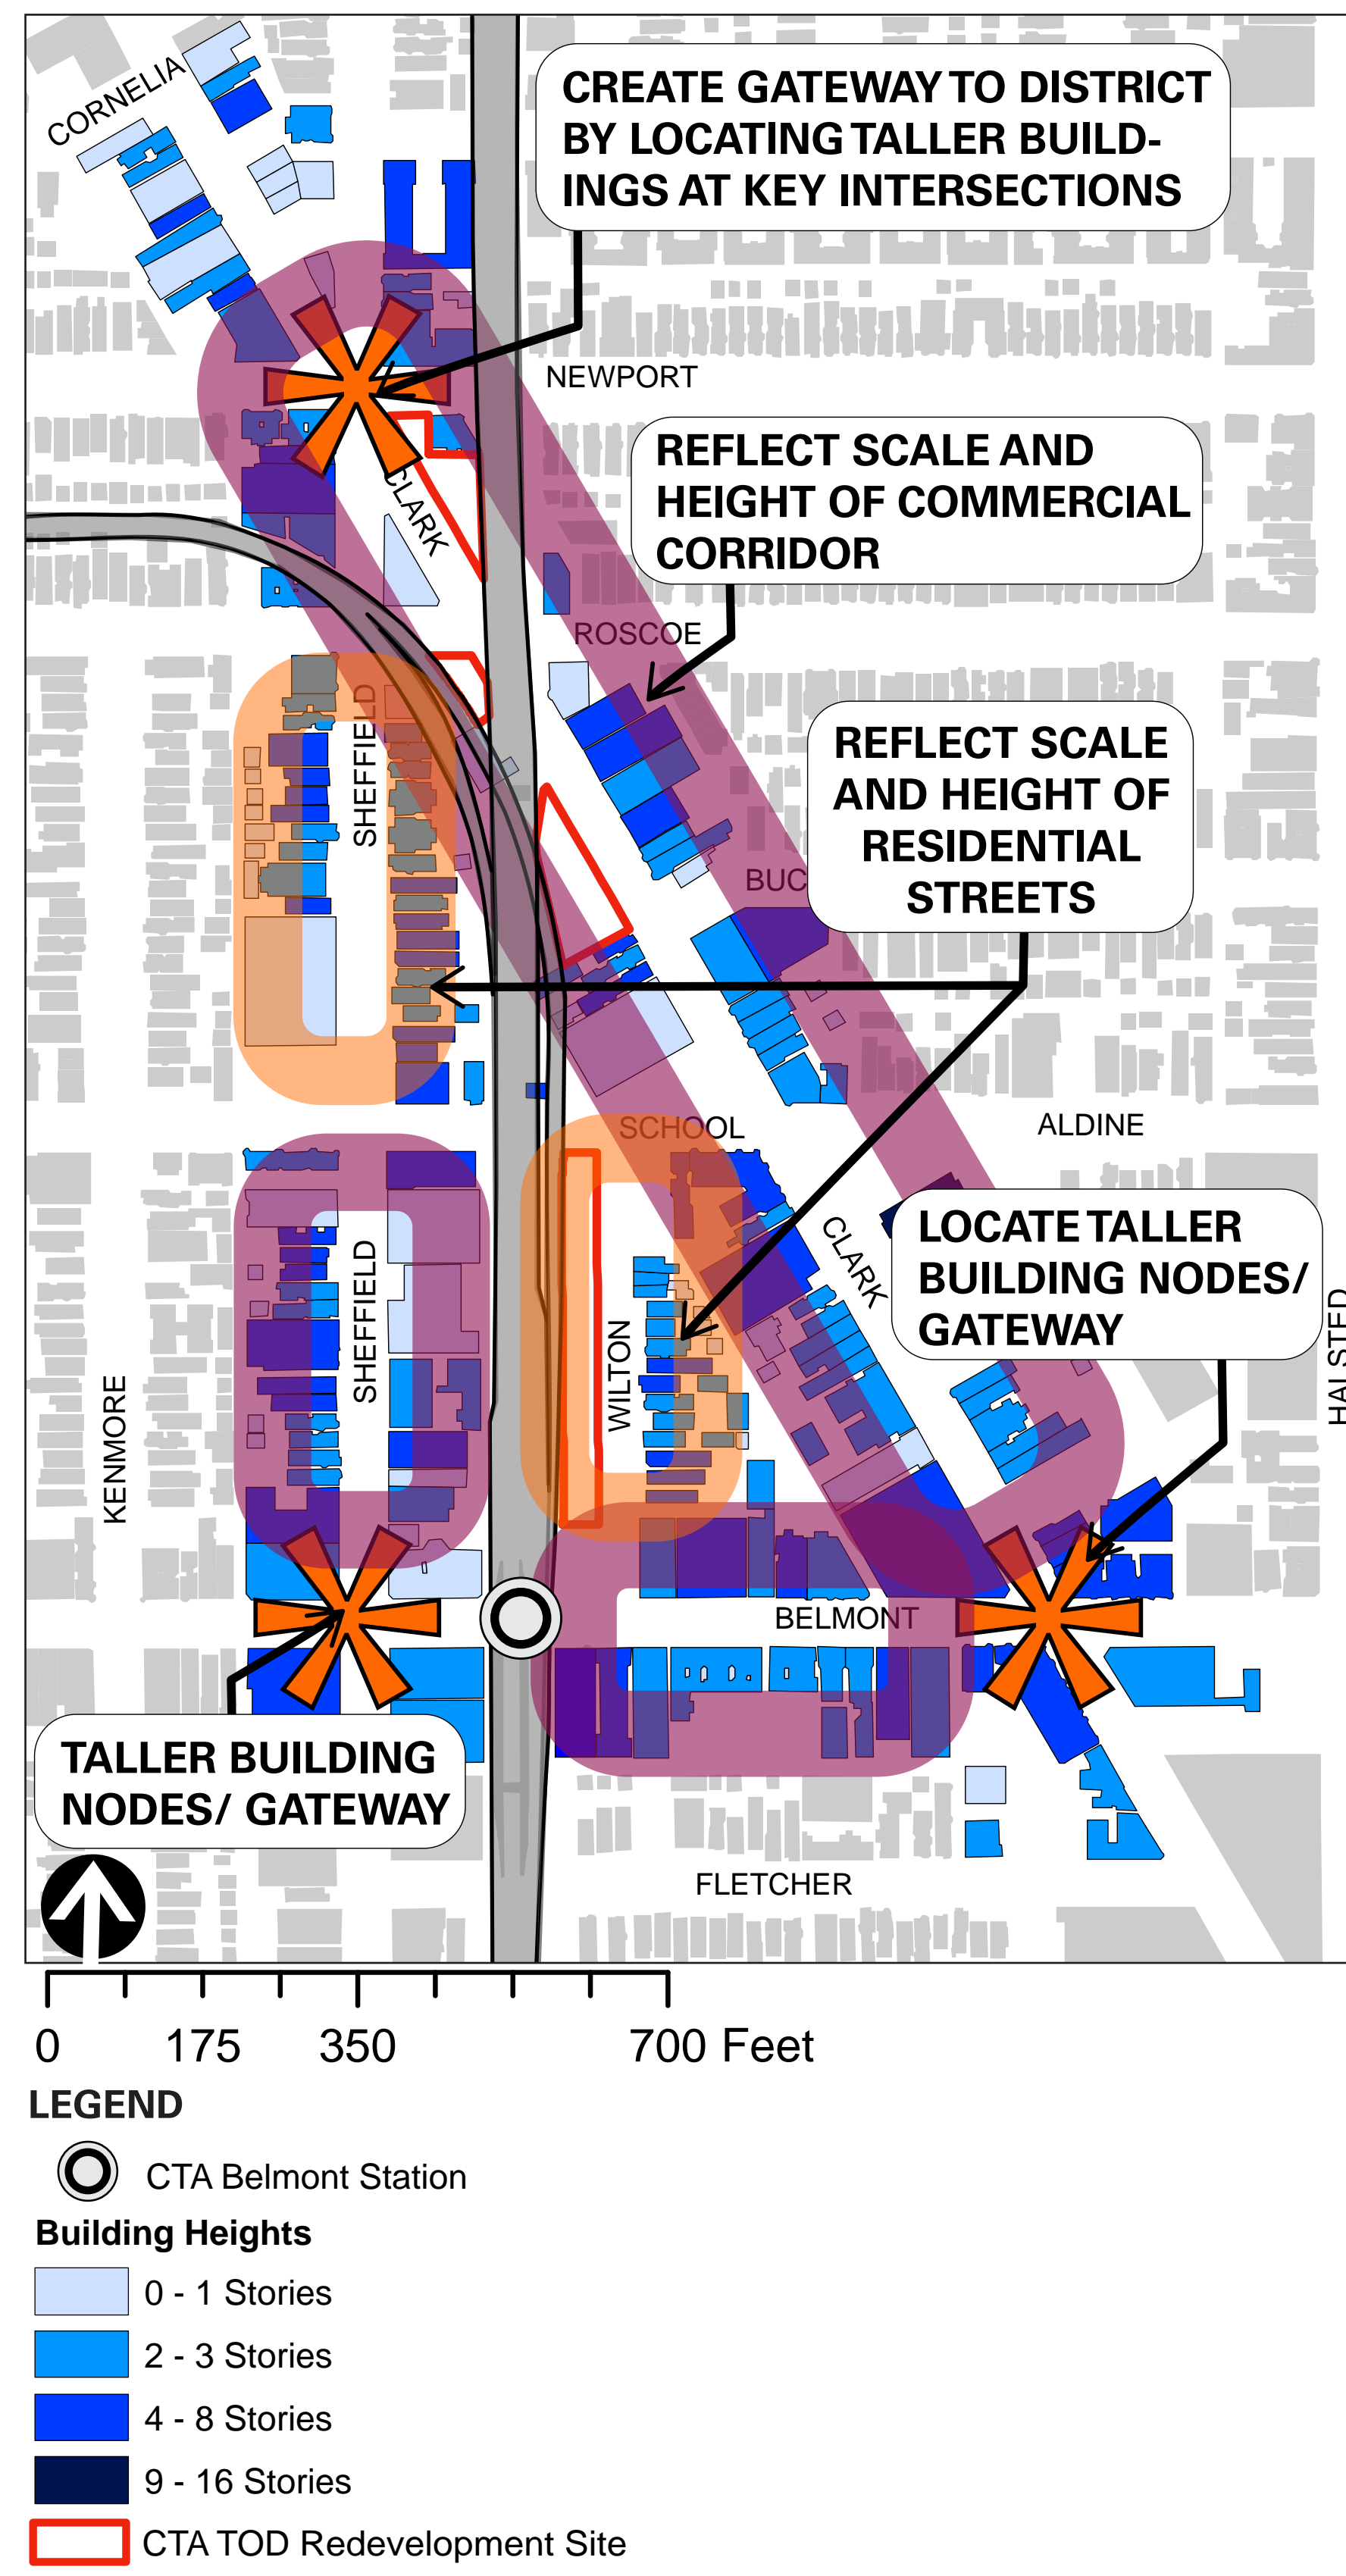 CORNELIA
CREATE GATEWAY TO DISTRICT
BY LOCATING TALLER BUILD-
INGS AT KEY INTERSECTIONS
NEWPORT
REFLECT SCALE AND
HEIGHT OF COMMERCIAL
CORRIDOR
CLARK
ROSCOE
SHEFFIELD
REFLECT SCALE
AND HEIGHT OF
RESIDENTIAL
STREETS
BUC
SCHOOL
ALDINE
CLARK
LOCATE TALLER
BUILDING NODES/
GATEWAY
SHEFFIELD
WILTON
KENMORE
HALSTED
BELMONT
TALLER BUILDING
NODES/ GATEWAY
FLETCHER
0 175 350 700 Feet
LEGEND
CTA Belmont Station
Building Heights
0 - 1 Stories
2 - 3 Stories
4 - 8 Stories
9 - 16 Stories
CTA TOD Redevelopment Site